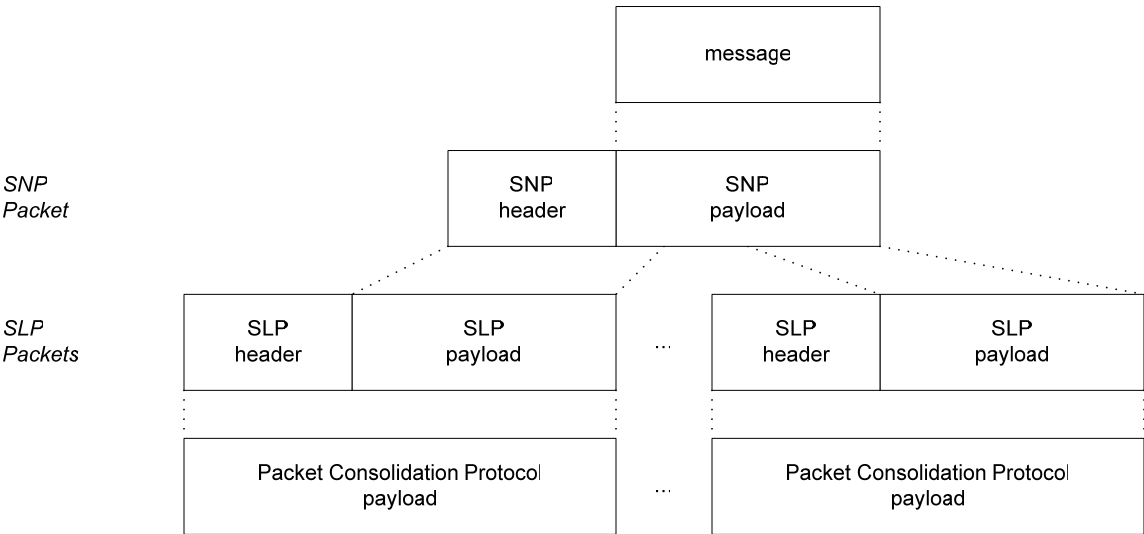 message
SNP
Packet
SNP
header
SNP
payload
SLP
Packets
SLP
header
SLP
payload
...
SLP
header
SLP
payload
Packet Consolidation Protocol
payload
...
Packet Consolidation Protocol
payload